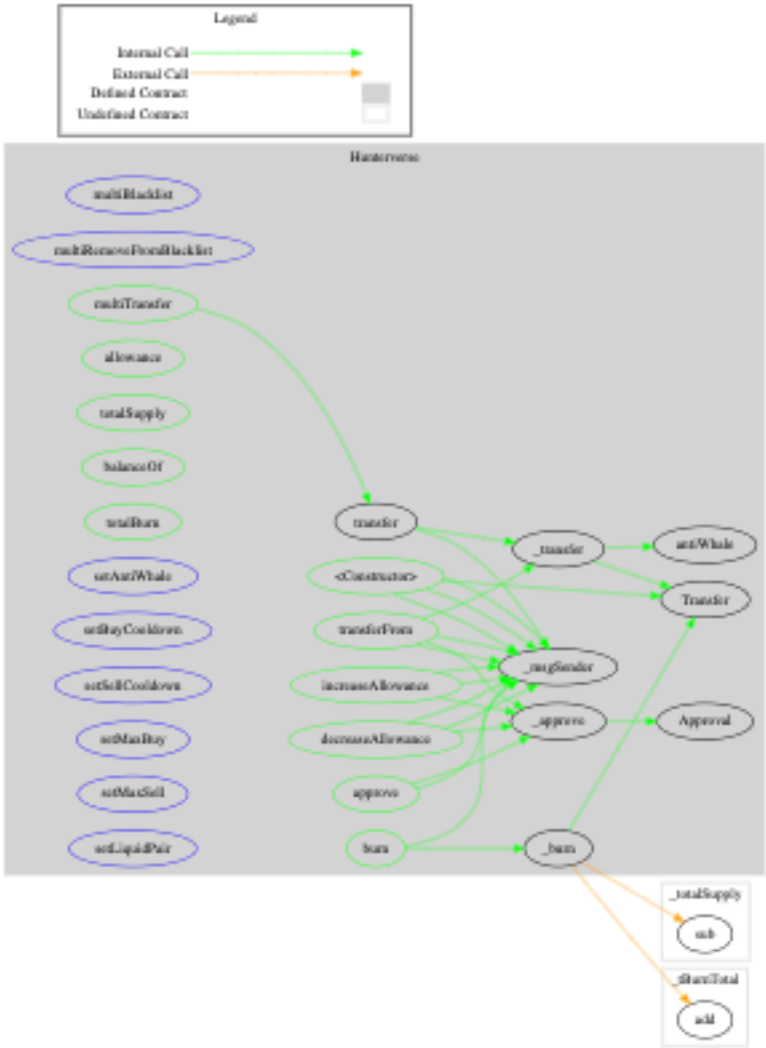 Legend
Internal Call
External Call
Defined Contract
Undefined Contract
Hunterverse
multiBlacklist
multiRemoveFromBlacklist
multiTransfer
allowance
totalSupply
balanceOf
totalBurn
transfer
_transfer
antiWhale
setAntiWhale
<Constructor>
Transfer
setBuyCooldown
transferFrom
_msgSender
setSellCooldown
increaseAllowance
_approve
Approval
setMaxBuy
decreaseAllowance
setMaxSell
approve
setLiquidPair
burn
_burn
_totalSupply
sub
_tBurnTotal
add